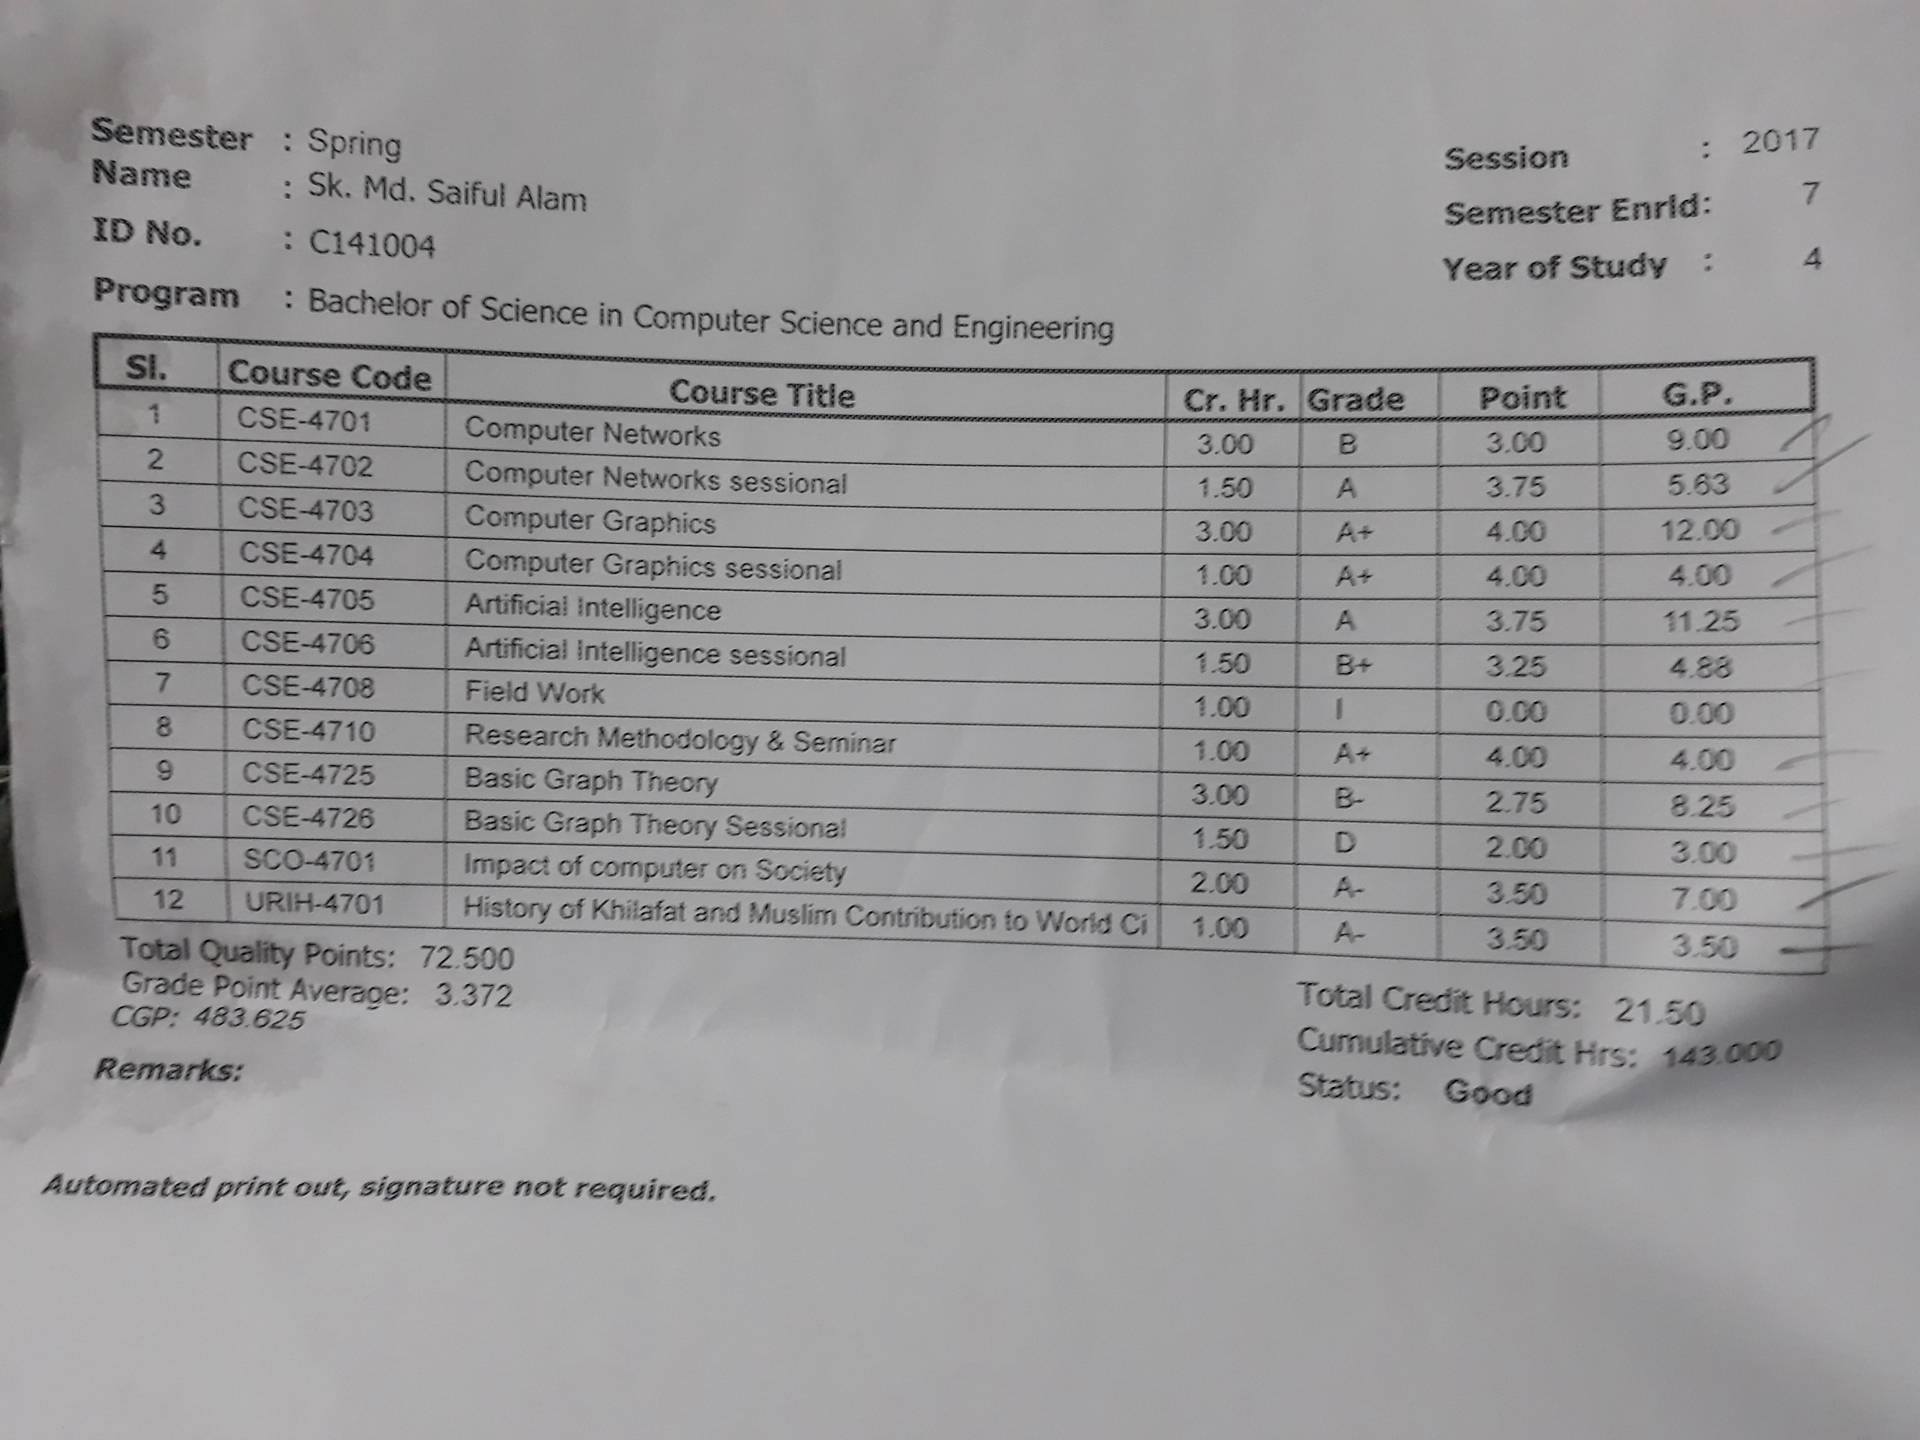 Semester : Spring Session : 2017
Name : Sk. Md. Saiful Alam Semester Enrld: 7
ID No. : C141004 Year of Study : 4
Program : Bachelor of Science in Computer Science and Engineering
Sl. Course Code Course Title Cr. Hr. Grade Point G.P.
1 CSE-4701 Computer Networks 3.00 B 3.00 9.00
2 CSE-4702 Computer Networks sessional 1.50 A 3.75 5.63
3 CSE-4703 Computer Graphics 3.00 A+ 4.00 12.00
4 CSE-4704 Computer Graphics sessional 1.00 A+ 4.00 4.00
5 CSE-4705 Artificial Intelligence 3.00 A 3.75 11.25
6 CSE-4706 Artificial Intelligence sessional 1.50 B+ 3.25 4.88
7 CSE-4708 Field Work 1.00 I 0.00 0.00
8 CSE-4710 Research Methodology & Seminar 1.00 A+ 4.00 4.00
9 CSE-4725 Basic Graph Theory 3.00 B- 2.75 8.25
10 CSE-4726 Basic Graph Theory Sessional 1.50 D 2.00 3.00
11 SCO-4701 Impact of computer on Society 2.00 A- 3.50 7.00
12 URIH-4701 History of Khilafat and Muslim Contribution to World Ci 1.00 A- 3.50 3.50
Total Quality Points: 72.500 Total Credit Hours: 21.50
Grade Point Average: 3.372 Cumulative Credit Hrs: 143.000
CGP: 483.625 Status: Good
Remarks:
Automated print out, signature not required.